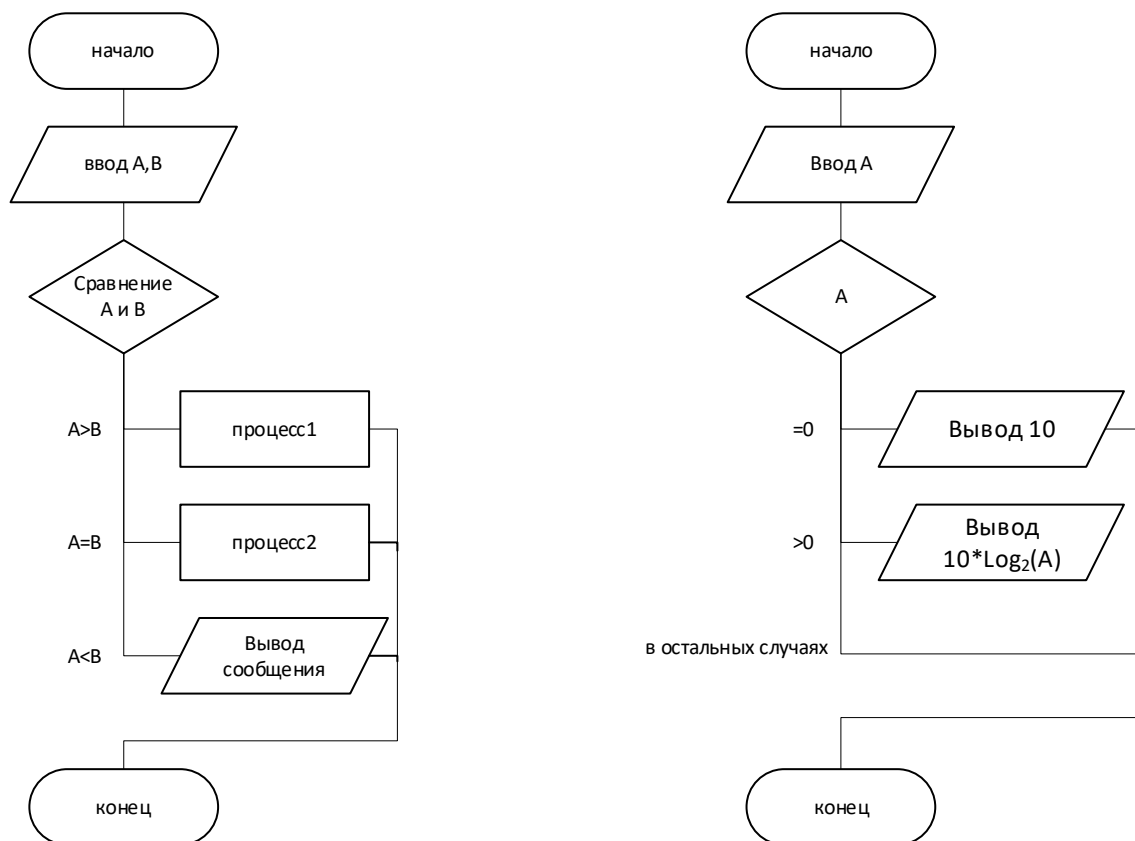 начало
ввод A,B
Сравнение
A и B
A>B
процесс1
A=B
процесс2
A<B
Вывод
сообщения
конец
начало
Ввод A
A
=0
Вывод 10
>0
Вывод
10*Log₂(A)
в остальных случаях
конец